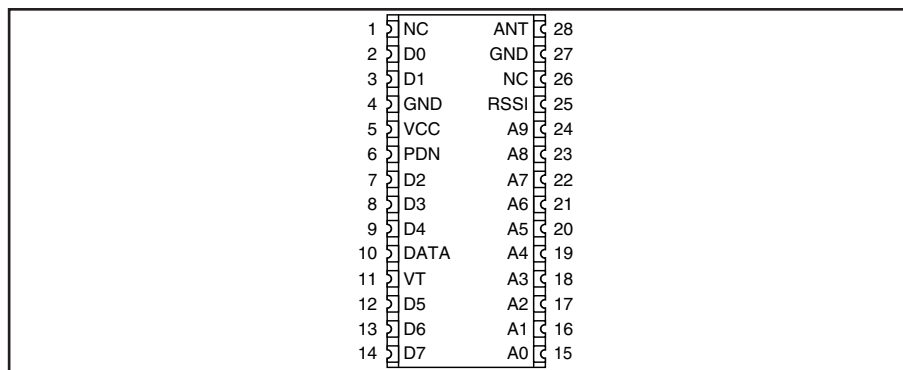 1 NC ANT 28
2 D0 GND 27
3 D1 NC 26
4 GND RSSI 25
5 VCC A9 24
6 PDN A8 23
7 D2 A7 22
8 D3 A6 21
9 D4 A5 20
10 DATA A4 19
11 VT A3 18
12 D5 A2 17
13 D6 A1 16
14 D7 A0 15